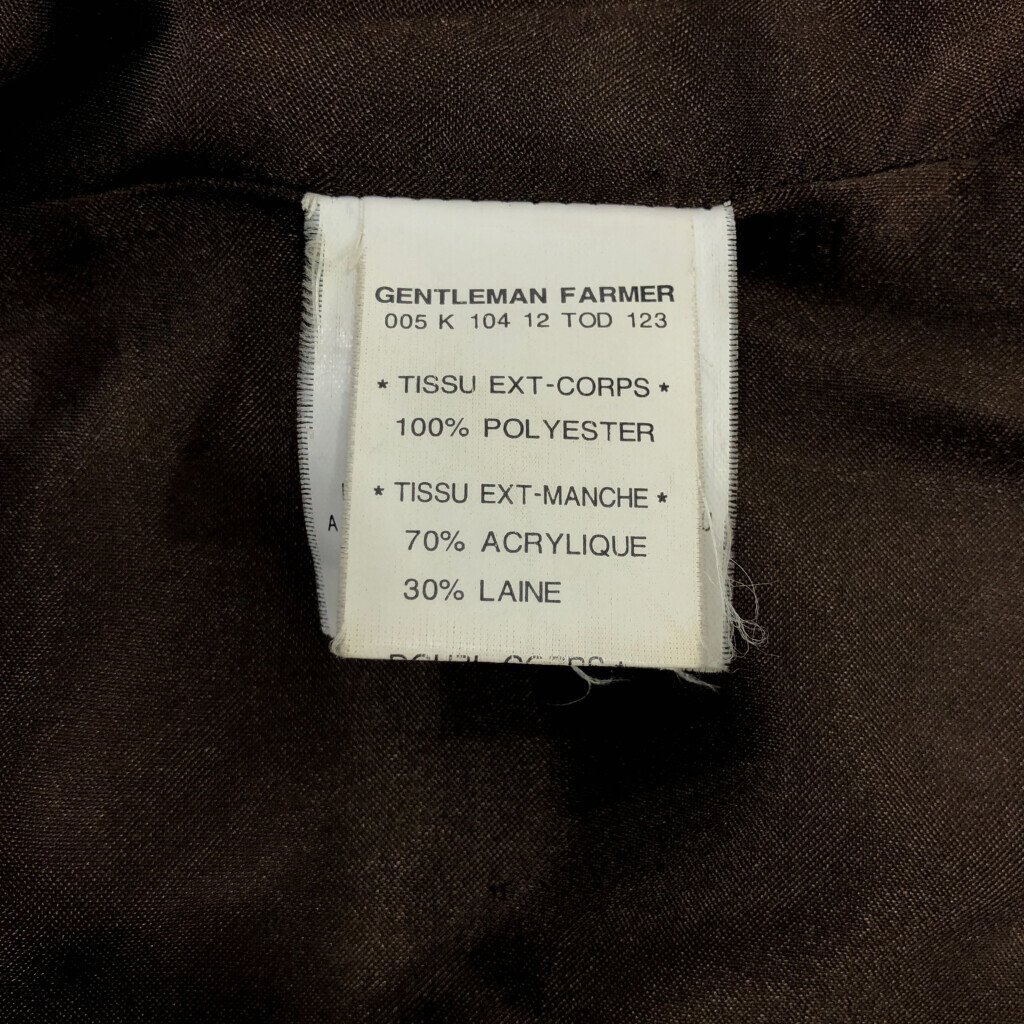 GENTLEMAN FARMER
005 K 104 12 TOD 123
* TISSU EXT-CORPS *
100% POLYESTER
* TISSU EXT-MANCHE *
70% ACRYLIQUE
30% LAINE
A